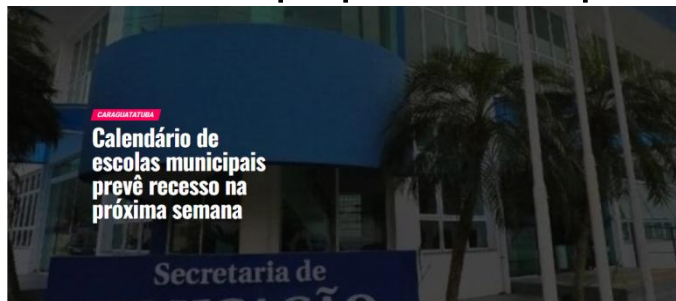 CARAGUATATUBA
Calendário de
escolas municipais
prevê recesso na
próxima semana
Secretaria de